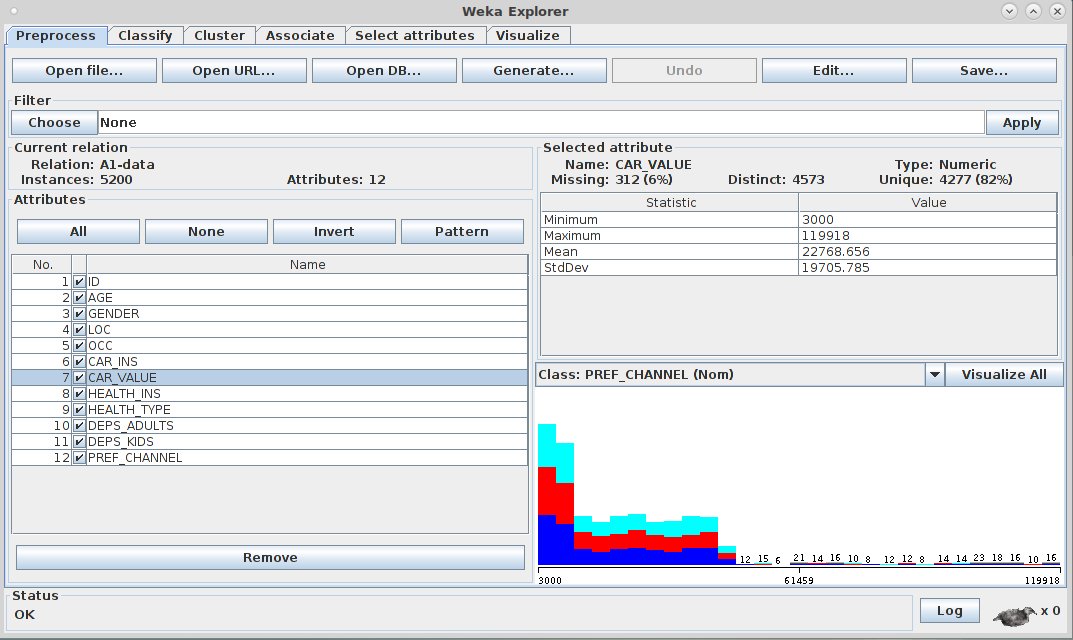 Weka Explorer
Preprocess Classify Cluster Associate Select attributes Visualize
Open file... Open URL... Open DB... Generate... Undo Edit... Save...
Filter
Choose None Apply
Current relation
Relation: A1-data
Instances: 5200 Attributes: 12
Attributes
All None Invert Pattern
No. Name
1 ID
2 AGE
3 GENDER
4 LOC
5 OCC
6 CAR_INS
7 CAR_VALUE
8 HEALTH_INS
9 HEALTH_TYPE
10 DEPS_ADULTS
11 DEPS_KIDS
12 PREF_CHANNEL
Remove
Selected attribute
Name: CAR_VALUE Type: Numeric
Missing: 312 (6%) Distinct: 4573 Unique: 4277 (82%)
Statistic Value
Minimum 3000
Maximum 119918
Mean 22768.656
StdDev 19705.785
Class: PREF_CHANNEL (Nom) Visualize All
12 15 6 21 14 16 10 8 12 12 8 14 14 23 18 16 10 16
3000 61459 119918
Status
OK Log x 0